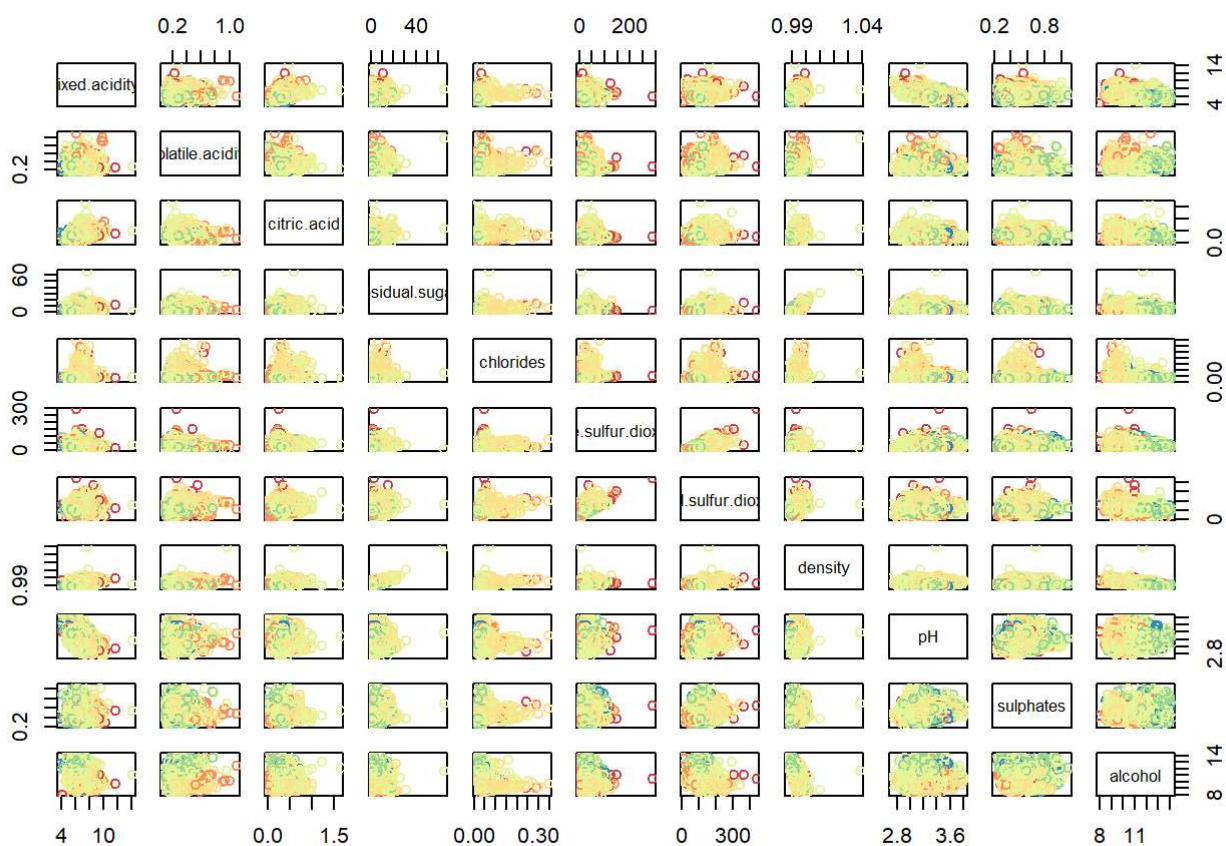 0.2 1.0 0 40 0 200 0.99 1.04 0.2 0.8
ixed.acidity 4 14
0.2 olatile.acidi
citric.acid 0.0
0 60 sidual.suga
chlorides 0.00
0 300 e.sulfur.diox
l.sulfur.diox 0
0.99 density
pH 2.8
0.2 sulphates
alcohol 8 14
4 10 0.0 1.5 0.00 0.30 0 300 2.8 3.6 8 11